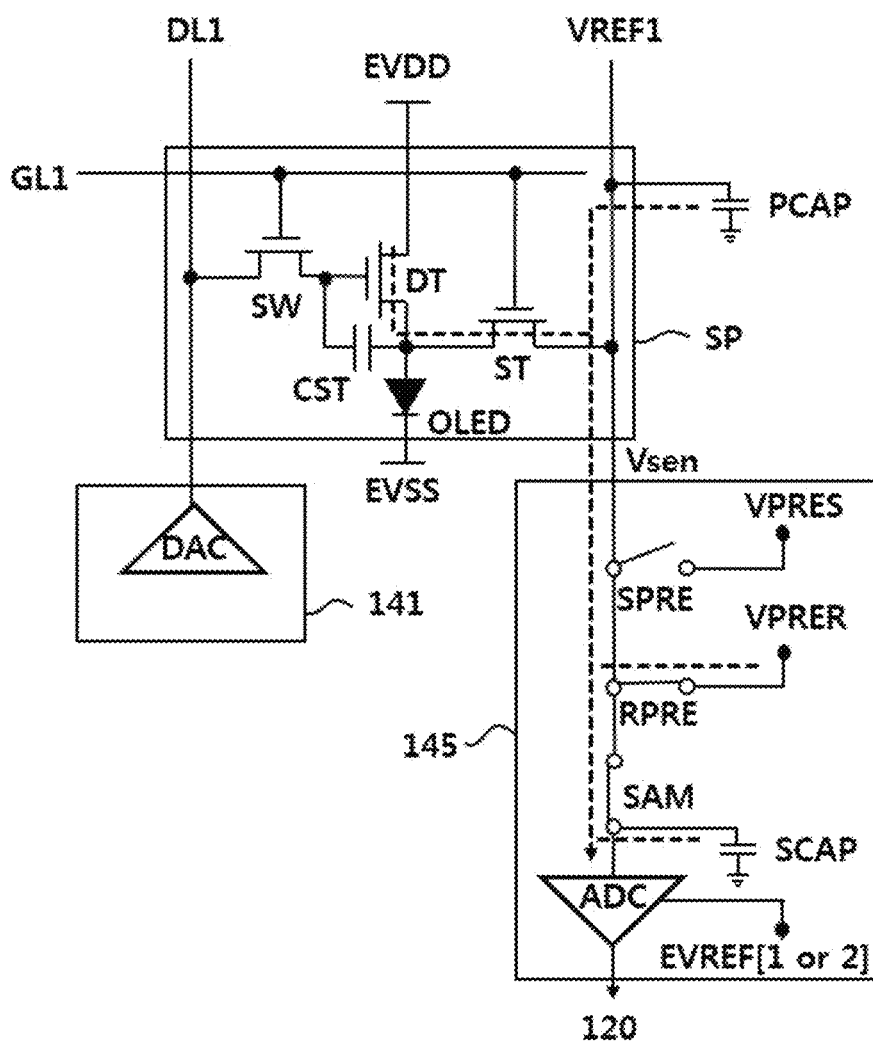 DL1
VREF1
EVDD
GL1
PCAP
DT
SW
SP
ST
CST
OLED
Vsen
EVSS
VPRES
DAC
SPRE
141
VPRER
RPRE
145
SAM
SCAP
ADC
EVREF[1 or 2]
120